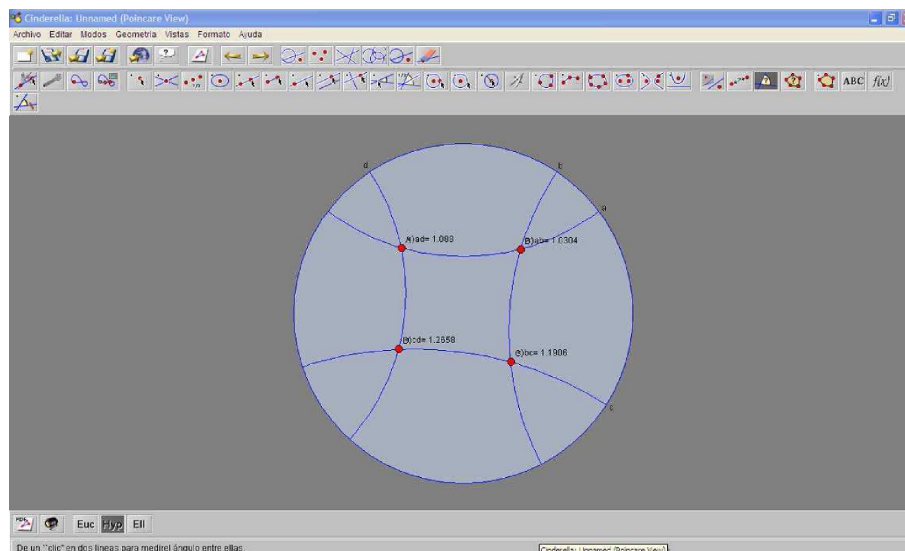 Cinderella: Unnamed (Poincare View)
Archivo Editar Modos Geometria Vistas Formato Ayuda
ABC f(x)
d
b
a
ad= 1.089
ab= 1.0304
cd= 1.2658
bc= 1.1906
c
Euc Hyp Ell
De un "clic" en dos lineas para medirel ángulo entre ellas.
Cinderella: Unnamed (Poincare View)